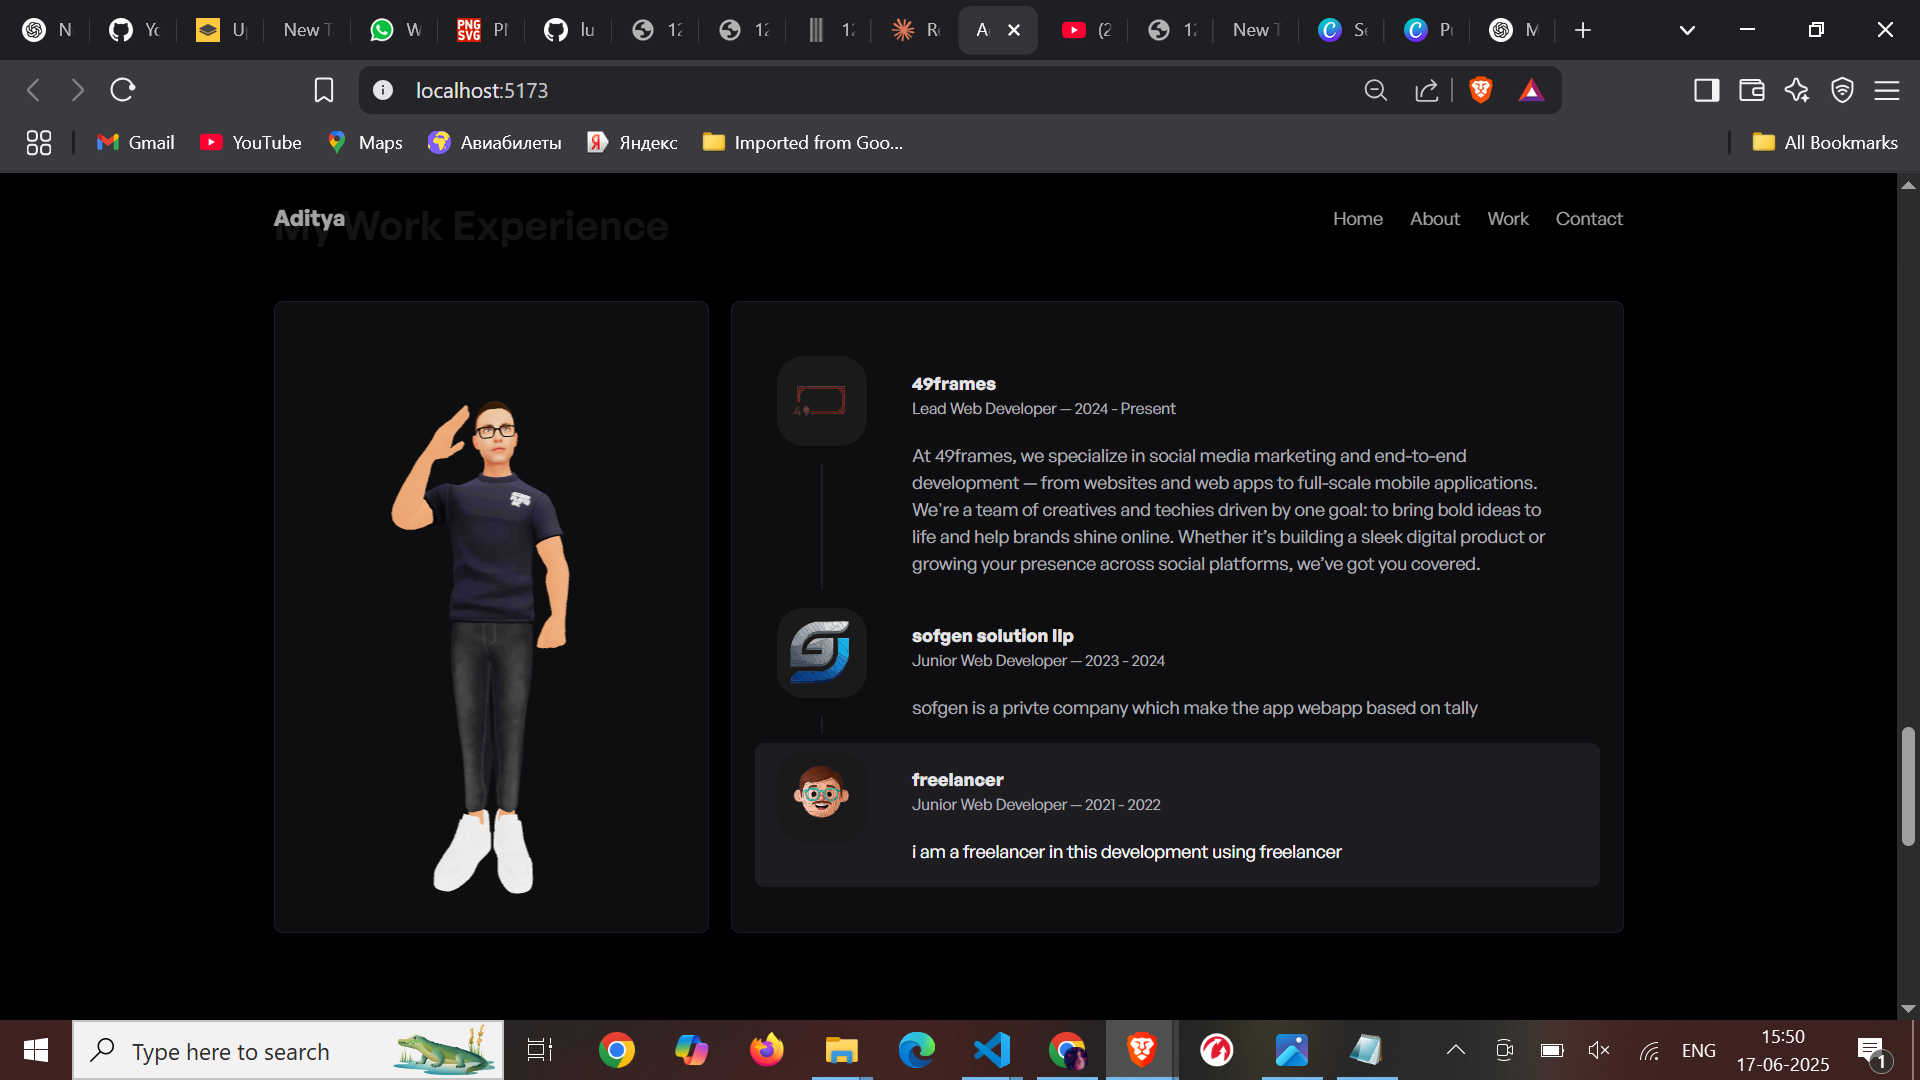 N
Yc
U
New T
W
PI
lu
12
12
12
R
A
(2
12
New T
Se
P
M
localhost:5173
Gmail
YouTube
Maps
Авиабилеты
Яндекс
Imported from Goo...
All Bookmarks
Aditya
My Work Experience
Home
About
Work
Contact
49frames
Lead Web Developer — 2024 - Present
At 49frames, we specialize in social media marketing and end-to-end
development — from websites and web apps to full-scale mobile applications.
We're a team of creatives and techies driven by one goal: to bring bold ideas to
life and help brands shine online. Whether it’s building a sleek digital product or
growing your presence across social platforms, we’ve got you covered.
sofgen solution llp
Junior Web Developer — 2023 - 2024
sofgen is a privte company which make the app webapp based on tally
freelancer
Junior Web Developer — 2021 - 2022
i am a freelancer in this development using freelancer
Type here to search
ENG
15:50
17-06-2025
1